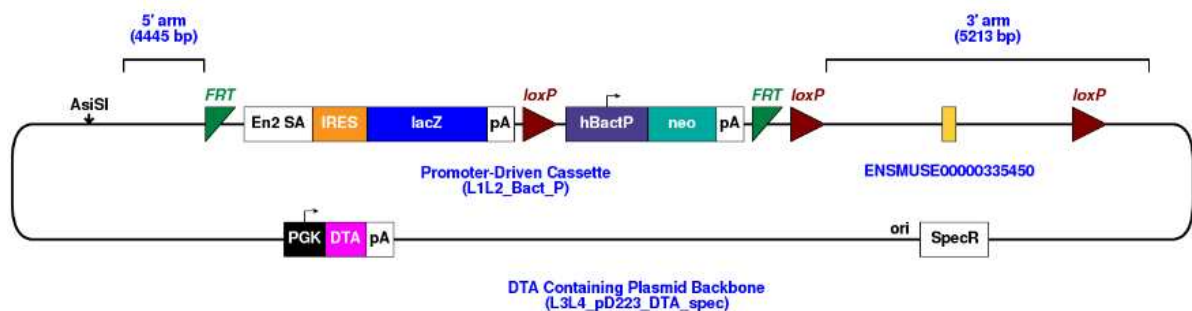 5′ arm
(4445 bp)
3′ arm
(5213 bp)
AsiSI
FRT
loxP
FRT
loxP
loxP
En2 SA
IRES
lacZ
pA
hBactP
neo
pA
Promoter-Driven Cassette
(L1L2_Bact_P)
ENSMUSE00000335450
PGK
DTA
pA
ori
SpecR
DTA Containing Plasmid Backbone
(L3L4_pD223_DTA_spec)